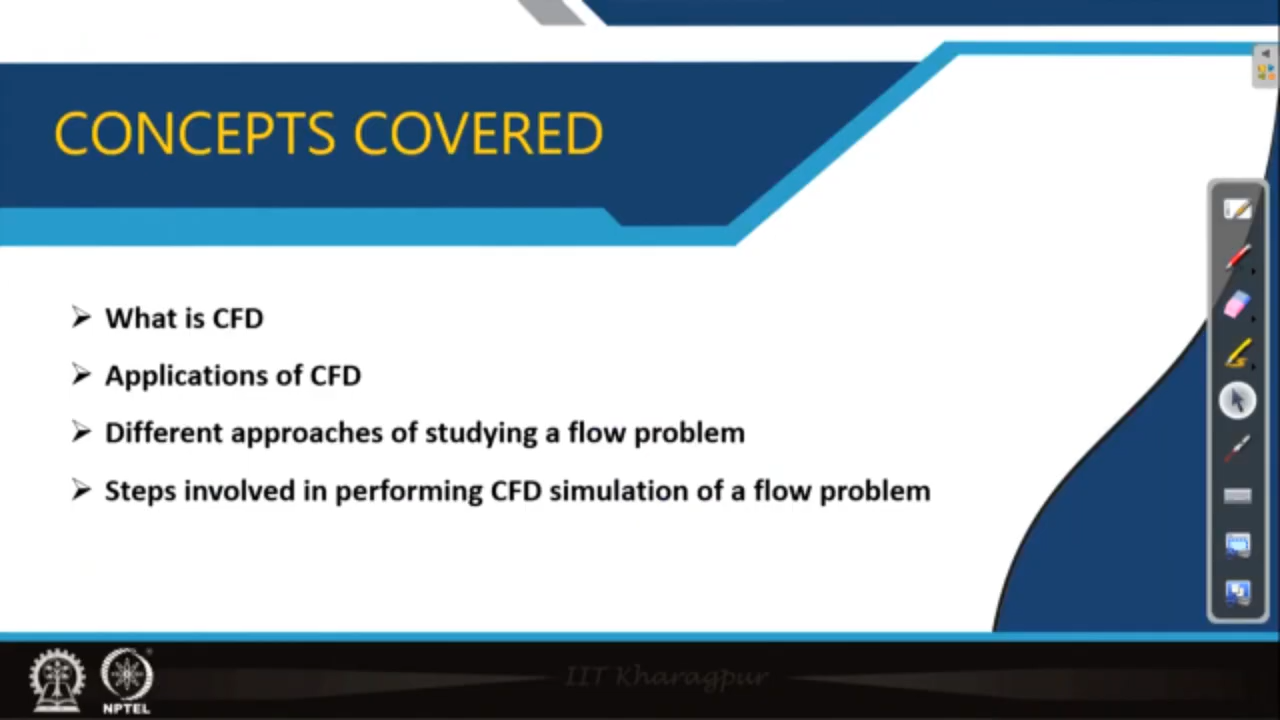 CONCEPTS COVERED
What is CFD
Applications of CFD
Different approaches of studying a flow problem
Steps involved in performing CFD simulation of a flow problem
IIT Kharagpur
NPTEL